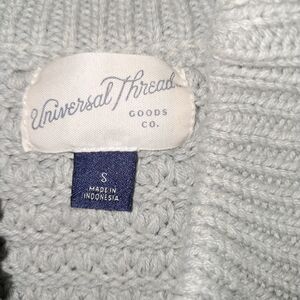 Universal Thread
GOODS
CO.
S
MADE IN
INDONESIA